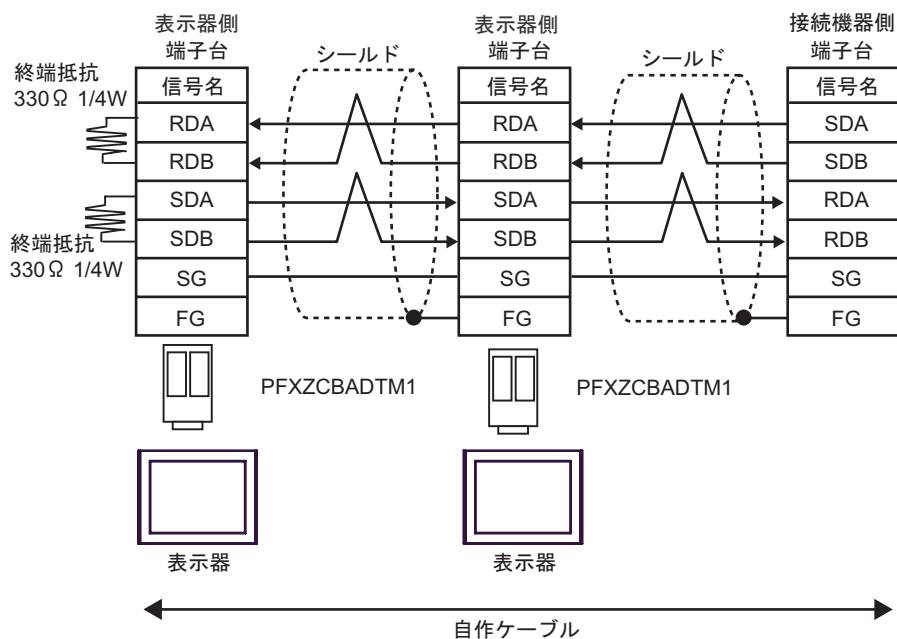 表示器側
端子台
表示器側
端子台
接続機器側
端子台
シールド
シールド
終端抵抗
330Ω 1/4W
終端抵抗
330Ω 1/4W
信号名
RDA
RDB
SDA
SDB
SG
FG
信号名
RDA
RDB
SDA
SDB
SG
FG
信号名
SDA
SDB
RDA
RDB
SG
FG
PFXZCBADTM1
PFXZCBADTM1
表示器
表示器
自作ケーブル